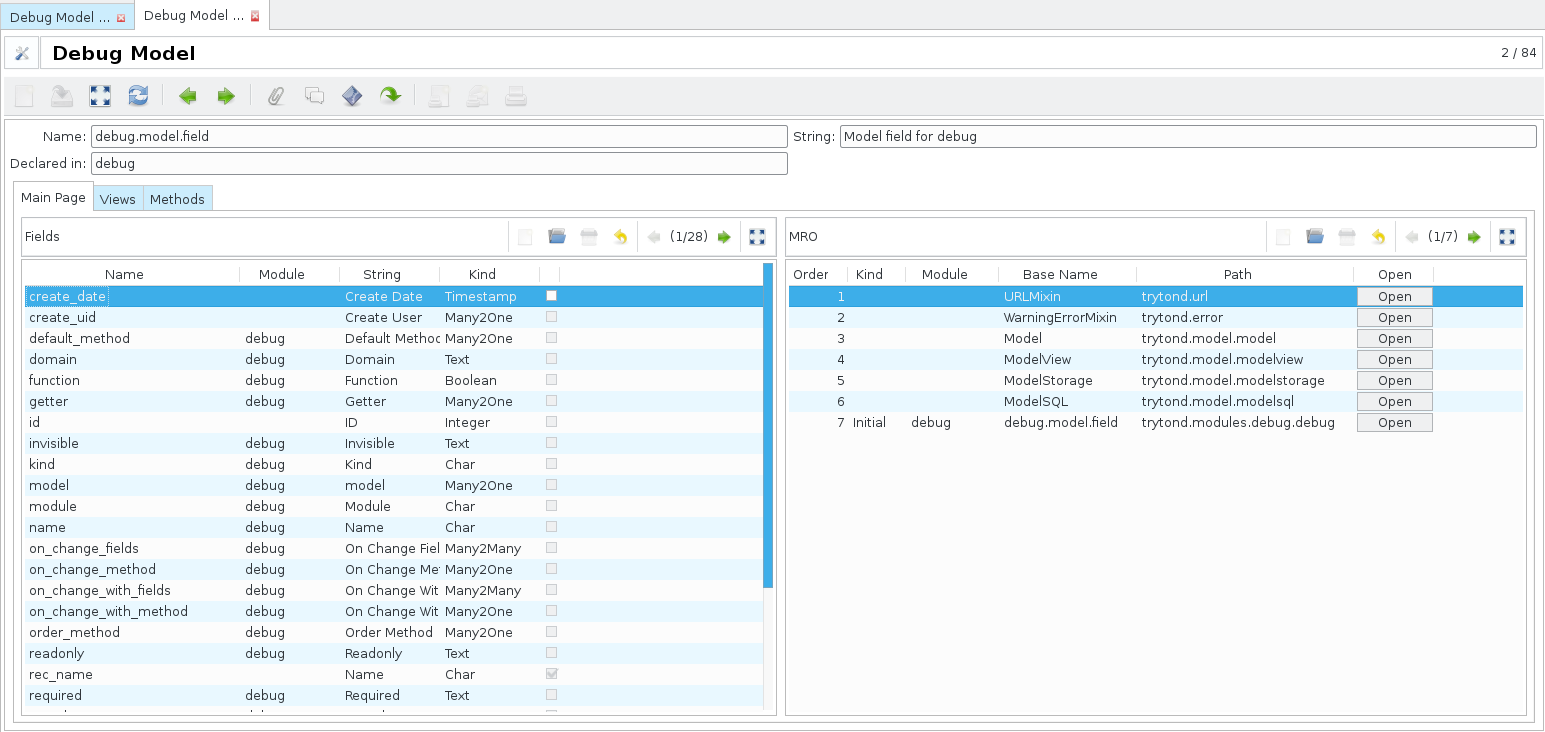 Debug Model ... Debug Model ...
Debug Model 2 / 84
Name: debug.model.field String: Model field for debug
Declared in: debug
Main Page Views Methods
Fields (1/28) MRO (1/7)
Name Module String Kind Order Kind Module Base Name Path Open
create_date Create Date Timestamp 1 URLMixin trytond.url Open
create_uid Create User Many2One 2 WarningErrorMixin trytond.error Open
default_method debug Default Method Many2One 3 Model trytond.model.model Open
domain debug Domain Text 4 ModelView trytond.model.modelview Open
function debug Function Boolean 5 ModelStorage trytond.model.modelstorage Open
getter debug Getter Many2One 6 ModelSQL trytond.model.modelsql Open
id ID Integer 7 Initial debug debug.model.field trytond.modules.debug.debug Open
invisible debug Invisible Text
kind debug Kind Char
model debug model Many2One
module debug Module Char
name debug Name Char
on_change_fields debug On Change Fiel Many2Many
on_change_method debug On Change Me Many2One
on_change_with_fields debug On Change Wit Many2Many
on_change_with_method debug On Change Wit Many2One
order_method debug Order Method Many2One
readonly debug Readonly Text
rec_name Name Char
required debug Required Text